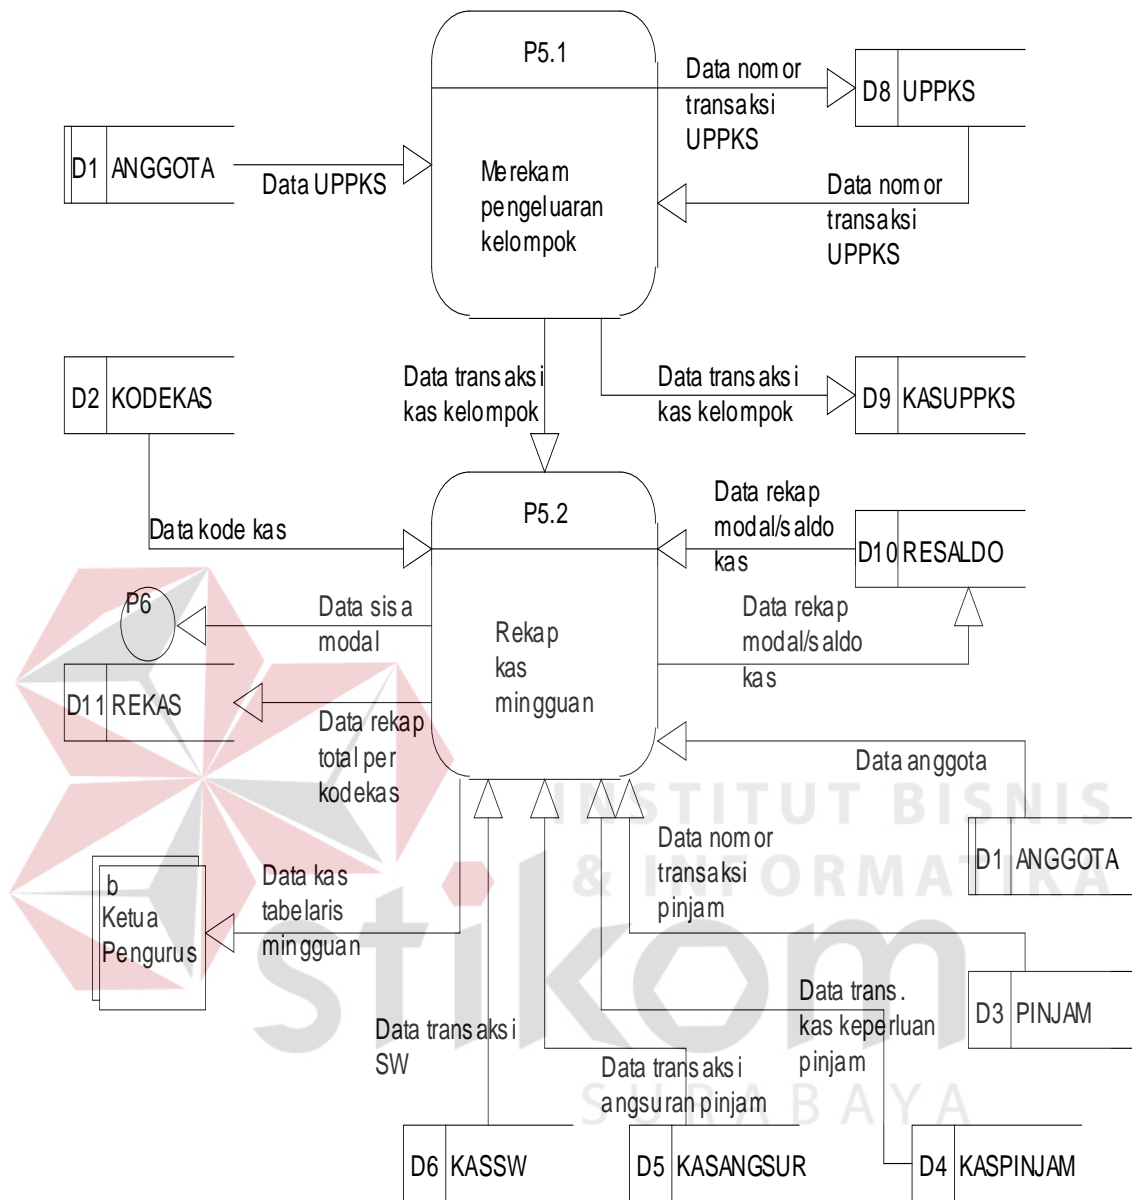 P5.1
Merekam
pengeluaran
kelompok
Data nomor
transaksi
UPPKS
D8 UPPKS
D1 ANGGOTA
Data UPPKS
Data nomor
transaksi
UPPKS
D2 KODEKAS
Data transaksi
kas kelompok
Data transaksi
kas kelompok
D9 KASUPPKS
Data kode kas
P5.2
Rekap
kas
mingguan
Data rekap
modal/saldo
kas
D10 RESALDO
P6
Data sisa
modal
Data rekap
modal/saldo
kas
D11 REKAS
Data rekap
total per
kodekas
Data anggota
D1 ANGGOTA
b
Ketua
Pengurus
Data kas
tabelaris
mingguan
Data nomor
transaksi
pinjam
D3 PINJAM
Data transaksi
SW
Data transaksi
angsuran pinjam
Data trans.
kas keperluan
pinjam
D6 KASSW
D5 KASANGSUR
D4 KASPINJAM
INSTITUT BISNIS
& INFORMATIKA
stikom
SURABAYA